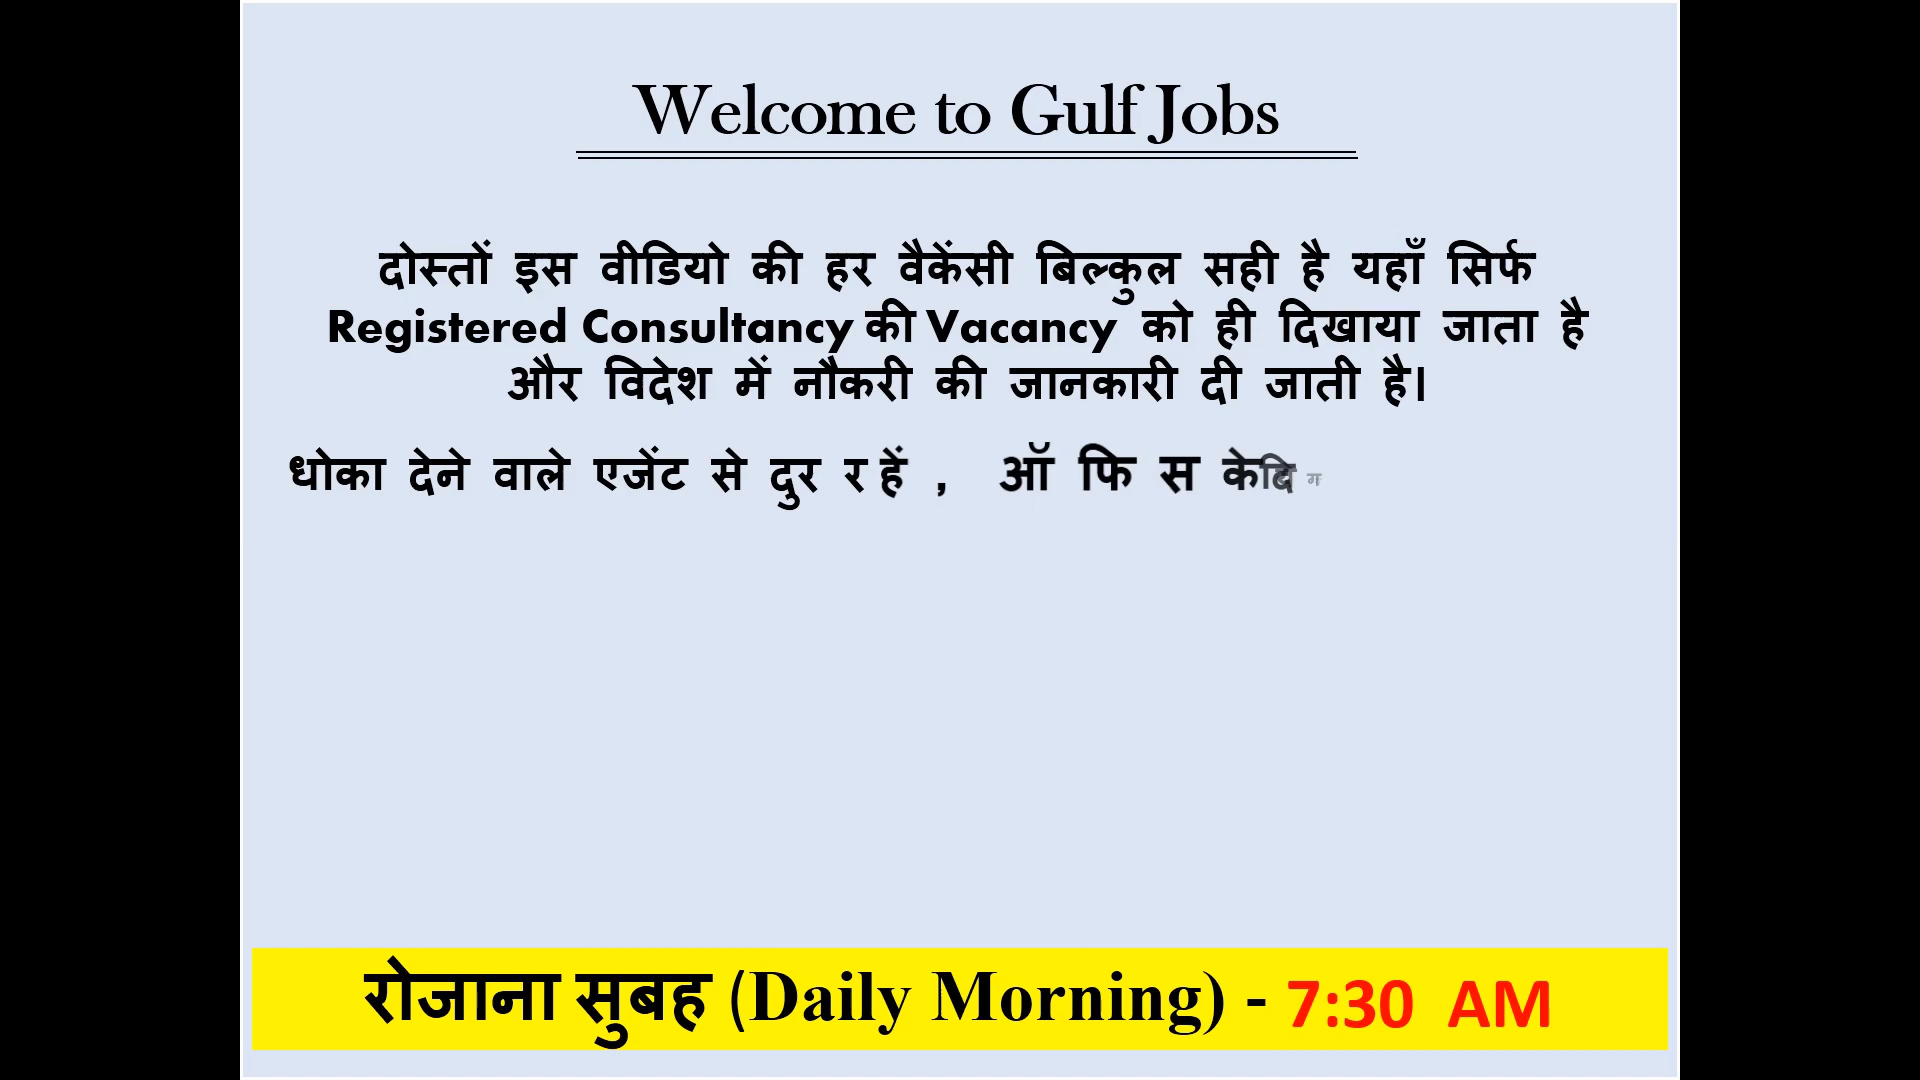 Welcome to Gulf Jobs
दोस्तों इस वीडियो की हर वैकेंसी बिल्कुल सही है यहाँ सिर्फ
Registered Consultancy की Vacancy को ही दिखाया जाता है
और विदेश में नौकरी की जानकारी दी जाती है।
धोका देने वाले एजेंट से दुर रहें , ऑफिस के
रोजाना सुबह (Daily Morning) - 7:30 AM